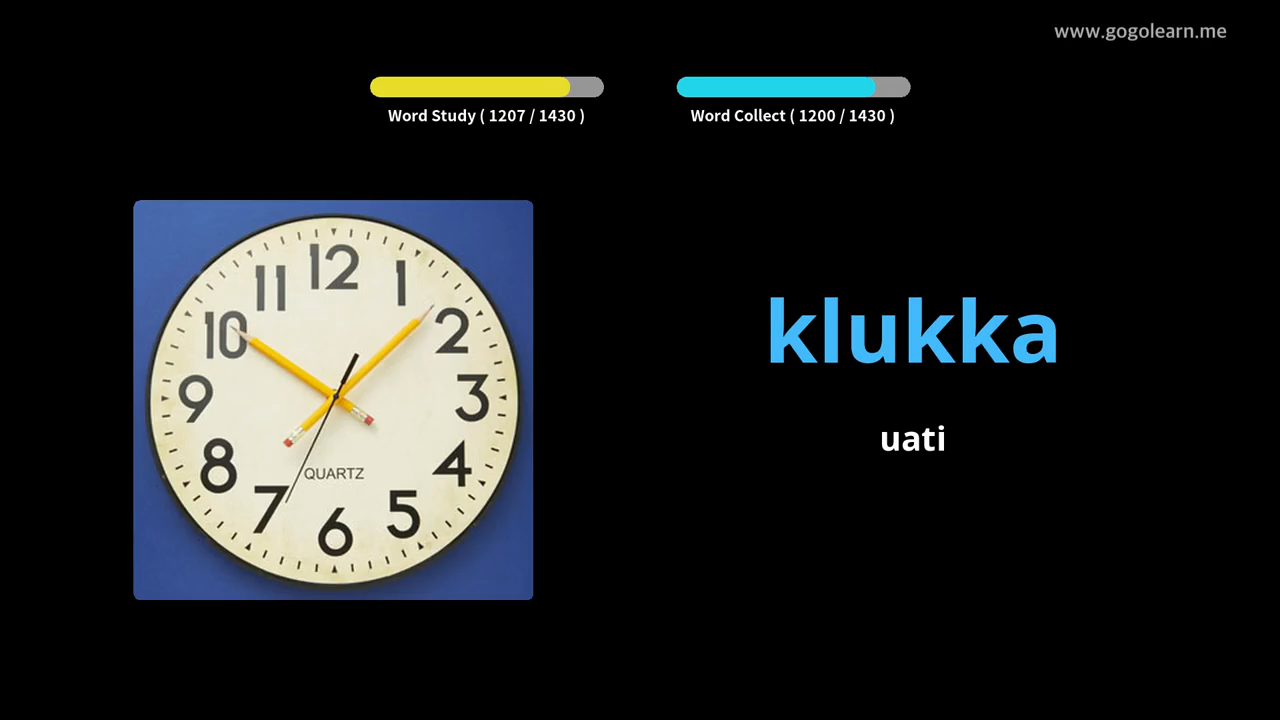 www.gogolearn.me
Word Study ( 1207 / 1430 )
Word Collect ( 1200 / 1430 )
12
11
1
10
2
9
3
8
4
QUARTZ
7
5
6
klukka
uati